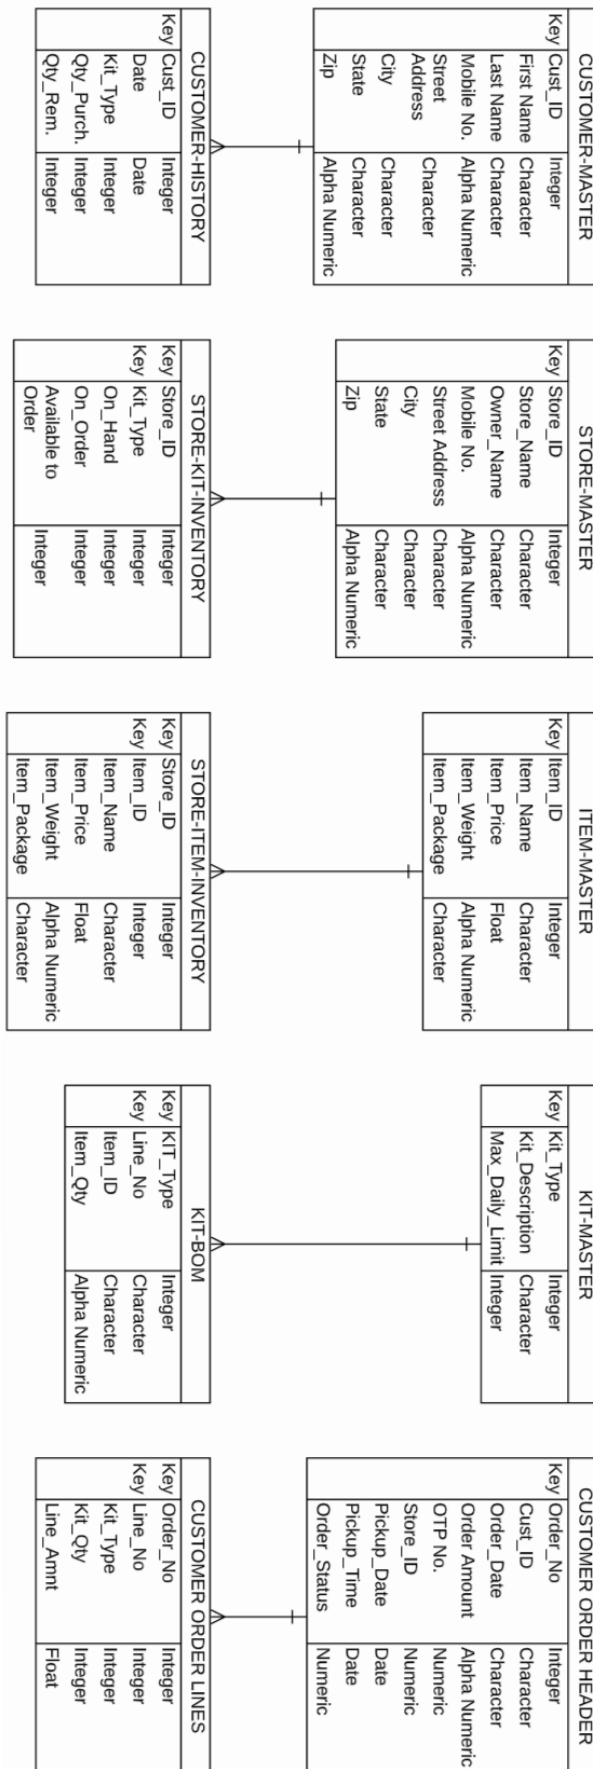 CUSTOMER-MASTER
Key Cust_ID Integer
First Name Character
Last Name Character
Mobile No. Alpha Numeric
Street
Address Character
City Character
State Character
Zip Alpha Numeric
STORE-MASTER
Key Store_ID Integer
Store_Name Character
Owner_Name Character
Mobile No. Alpha Numeric
Street Address Character
City Character
State Character
Zip Alpha Numeric
ITEM-MASTER
Key Item_ID Integer
Item_Name Character
Item_Price Float
Item_Weight Alpha Numeric
Item_Package Character
KIT-MASTER
Key Kit_Type Integer
Kit_Description Character
Max_Daily_Limit Integer
CUSTOMER ORDER HEADER
Key Order_No Integer
Cust_ID Character
Order_Date Character
Order Amount Alpha Numeric
OTP No. Numeric
Store_ID Numeric
Pickup_Date Date
Pickup_Time Date
Order_Status Numeric
CUSTOMER-HISTORY
Key Cust_ID Integer
Date Date
Kit_Type Integer
Qty_Purch. Integer
Qty_Rem. Integer
STORE-KIT-INVENTORY
Key Store_ID Integer
Key Kit_Type Integer
On_Hand Integer
On_Order Integer
Available to
Order Integer
STORE-ITEM-INVENTORY
Key Store_ID Integer
Key Item_ID Integer
Item_Name Character
Item_Price Float
Item_Weight Alpha Numeric
Item_Package Character
KIT-BOM
Key KIT_Type Integer
Key Line_No Character
Item_ID Character
Item_Qty Alpha Numeric
CUSTOMER ORDER LINES
Key Order_No Integer
Key Line_No Integer
Kit_Type Integer
Kit_Qty Integer
Line_Amnt Float